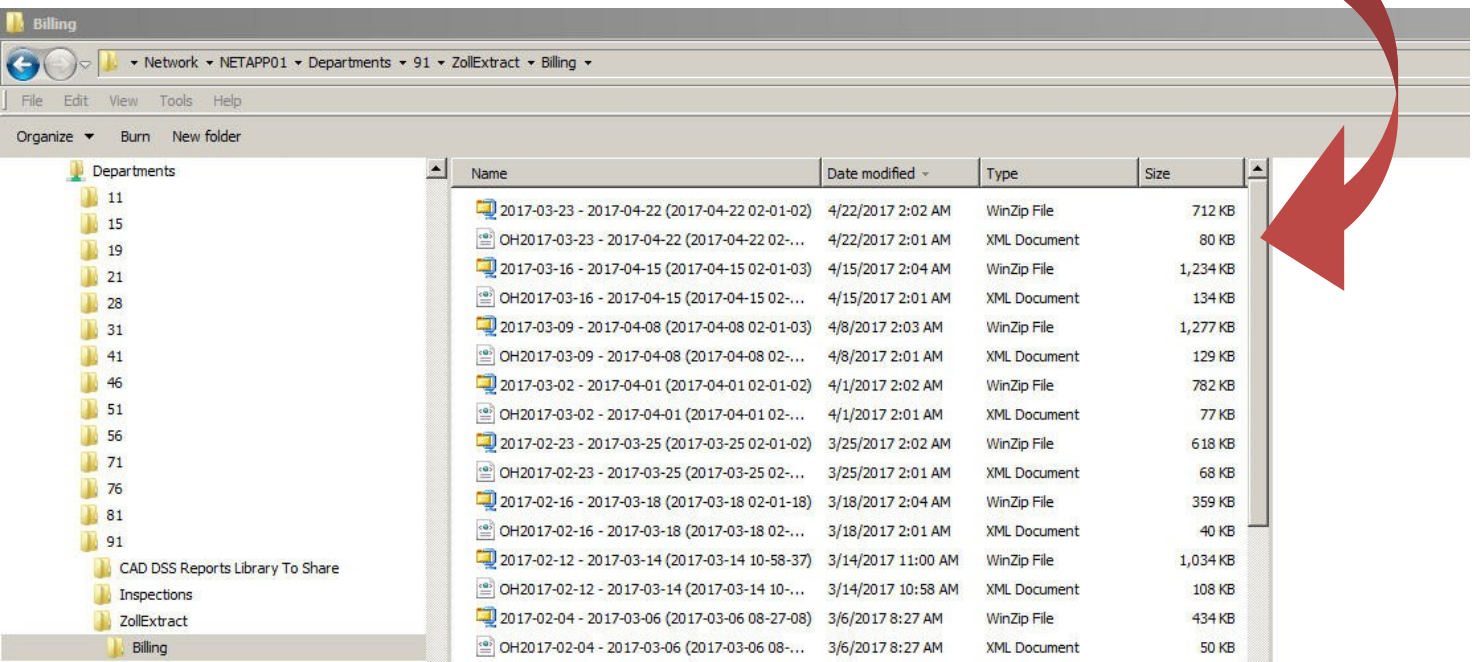 Billing
Network NETAPP01 Departments 91 ZollExtract Billing
File Edit View Tools Help
Organize Burn New folder
Departments
11
15
19
21
28
31
41
46
51
56
71
76
81
91
CAD DSS Reports Library To Share
Inspections
ZollExtract
Billing
Name Date modified Type Size
2017-03-23 - 2017-04-22 (2017-04-22 02-01-02) 4/22/2017 2:02 AM WinZip File 712 KB
OH2017-03-23 - 2017-04-22 (2017-04-22 02-... 4/22/2017 2:01 AM XML Document 80 KB
2017-03-16 - 2017-04-15 (2017-04-15 02-01-03) 4/15/2017 2:04 AM WinZip File 1,234 KB
OH2017-03-16 - 2017-04-15 (2017-04-15 02-... 4/15/2017 2:01 AM XML Document 134 KB
2017-03-09 - 2017-04-08 (2017-04-08 02-01-03) 4/8/2017 2:03 AM WinZip File 1,277 KB
OH2017-03-09 - 2017-04-08 (2017-04-08 02-... 4/8/2017 2:01 AM XML Document 129 KB
2017-03-02 - 2017-04-01 (2017-04-01 02-01-02) 4/1/2017 2:02 AM WinZip File 782 KB
OH2017-03-02 - 2017-04-01 (2017-04-01 02-... 4/1/2017 2:01 AM XML Document 77 KB
2017-02-23 - 2017-03-25 (2017-03-25 02-01-02) 3/25/2017 2:02 AM WinZip File 618 KB
OH2017-02-23 - 2017-03-25 (2017-03-25 02-... 3/25/2017 2:01 AM XML Document 68 KB
2017-02-16 - 2017-03-18 (2017-03-18 02-01-18) 3/18/2017 2:04 AM WinZip File 359 KB
OH2017-02-16 - 2017-03-18 (2017-03-18 02-... 3/18/2017 2:01 AM XML Document 40 KB
2017-02-12 - 2017-03-14 (2017-03-14 10-58-37) 3/14/2017 11:00 AM WinZip File 1,034 KB
OH2017-02-12 - 2017-03-14 (2017-03-14 10-... 3/14/2017 10:58 AM XML Document 108 KB
2017-02-04 - 2017-03-06 (2017-03-06 08-27-08) 3/6/2017 8:27 AM WinZip File 434 KB
OH2017-02-04 - 2017-03-06 (2017-03-06 08-... 3/6/2017 8:27 AM XML Document 50 KB